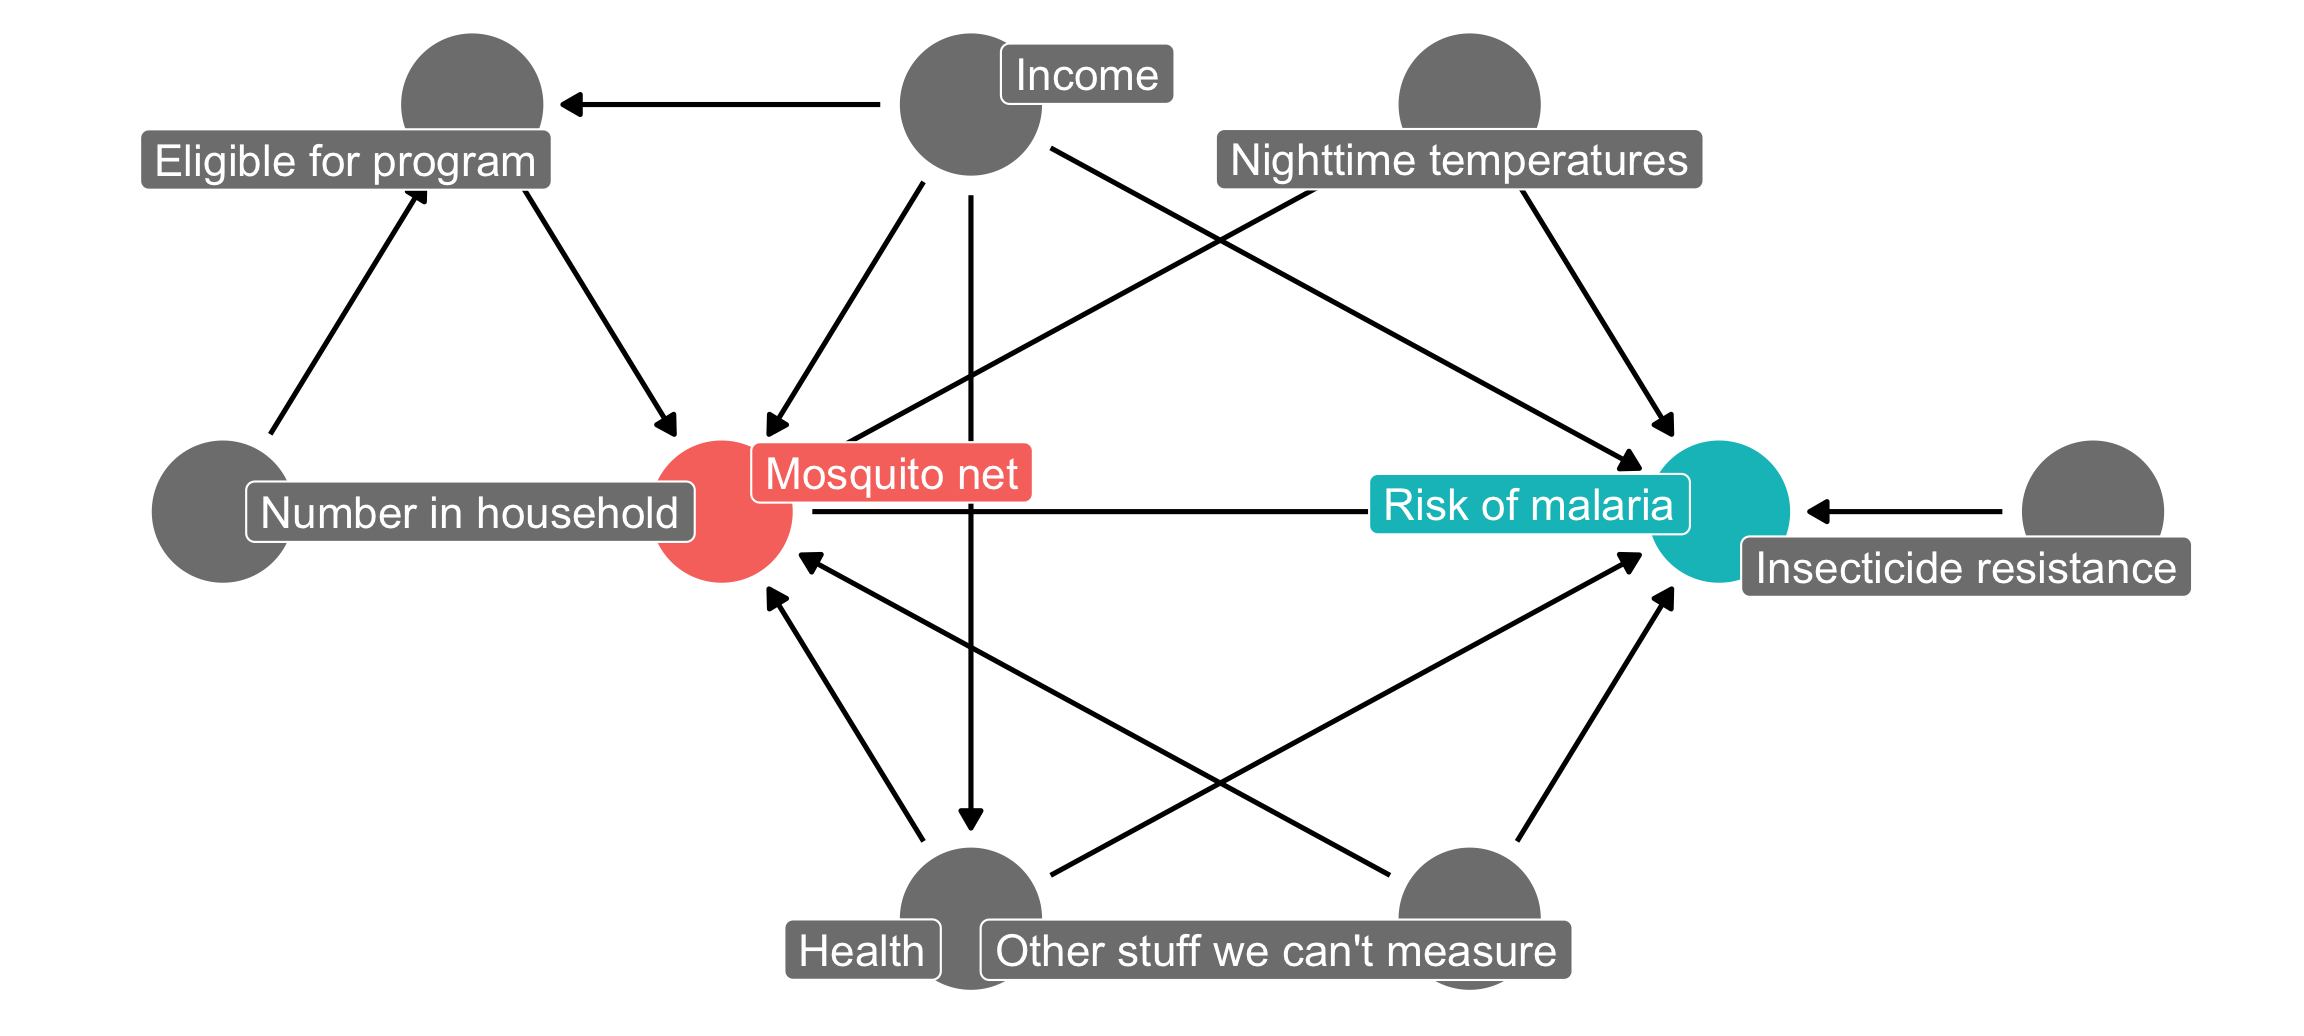 Income
Eligible for program
Nighttime temperatures
Mosquito net
Number in household
Risk of malaria
Insecticide resistance
Health
Other stuff we can't measure